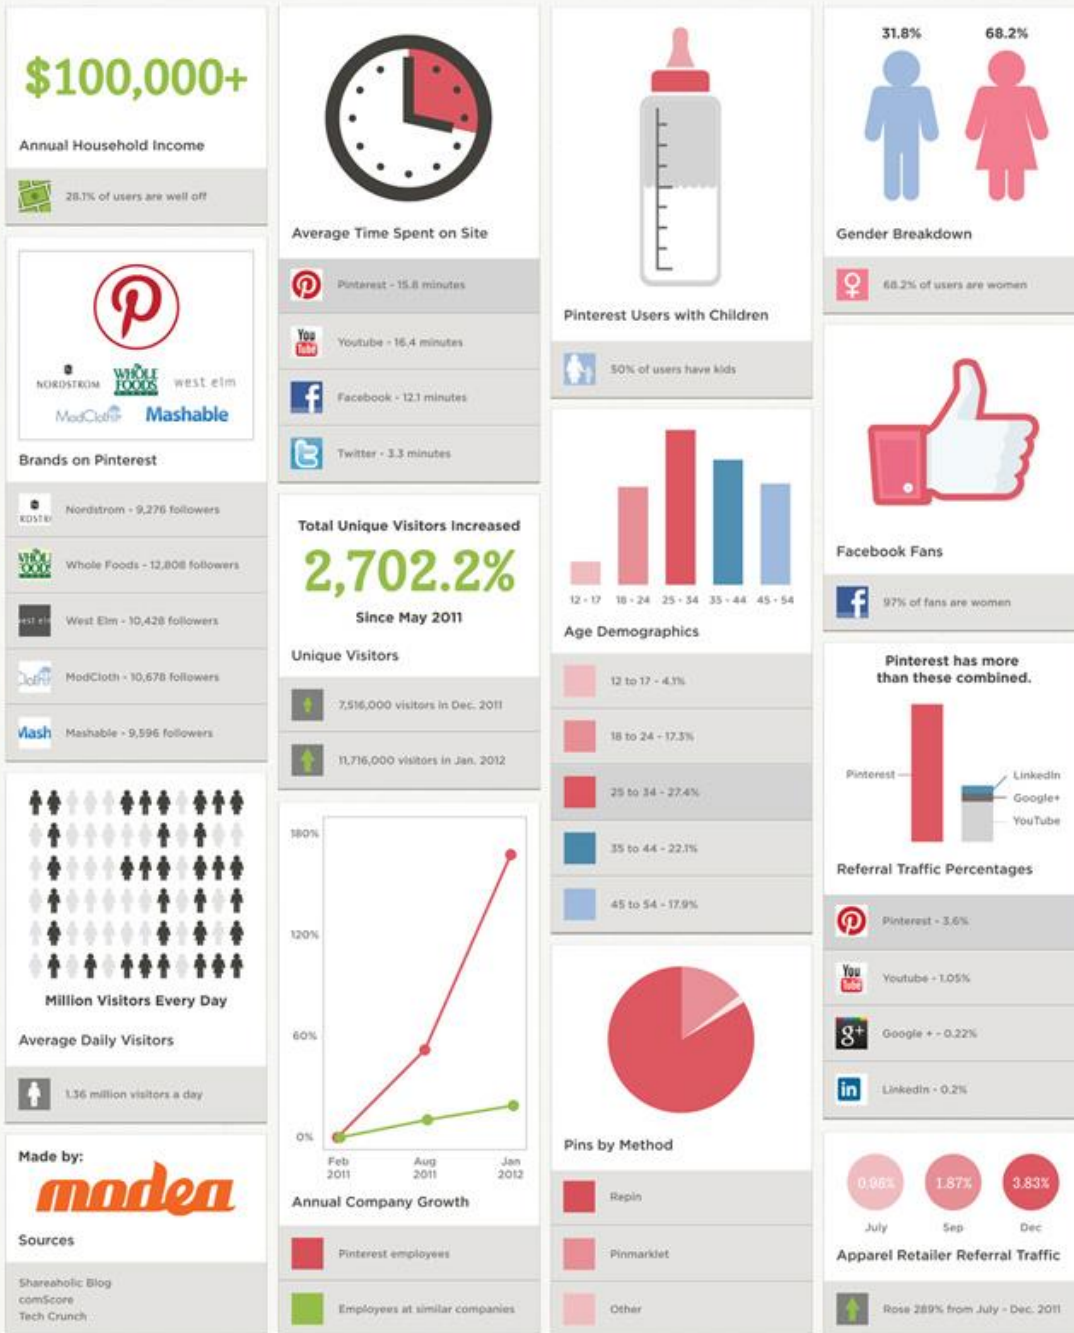 $100,000+
Annual Household Income
28.1% of users are well off
NORDSTROM
WHOLE
FOODS
west elm
ModCloth
Mashable
Brands on Pinterest
Nordstrom - 9,276 followers
Whole Foods - 12,808 followers
West Elm - 10,428 followers
ModCloth - 10,678 followers
Mash
Mashable - 9,596 followers
Million Visitors Every Day
Average Daily Visitors
1.36 million visitors a day
Made by:
modea
Sources
Shareaholic Blog
comScore
Tech Crunch
Average Time Spent on Site
Pinterest - 15.8 minutes
You
Tube
Youtube - 16.4 minutes
Facebook - 12.1 minutes
Twitter - 3.3 minutes
Total Unique Visitors Increased
2,702.2%
Since May 2011
Unique Visitors
7,516,000 visitors in Dec. 2011
11,716,000 visitors in Jan. 2012
180%
120%
60%
0%
Feb
2011
Aug
2011
Jan
2012
Annual Company Growth
Pinterest employees
Employees at similar companies
Pinterest Users with Children
50% of users have kids
12 - 17 18 - 24 25 - 34 35 - 44 45 - 54
Age Demographics
12 to 17 - 4.1%
18 to 24 - 17.3%
25 to 34 - 27.4%
35 to 44 - 22.1%
45 to 54 - 17.9%
Pins by Method
Repin
Pinmarklet
Other
31.8% 68.2%
Gender Breakdown
68.2% of users are women
Facebook Fans
97% of fans are women
Pinterest has more
than these combined.
Pinterest
LinkedIn
Google+
YouTube
Referral Traffic Percentages
Pinterest - 3.6%
You
Tube
Youtube - 1.05%
g+
Google + - 0.22%
in
LinkedIn - 0.2%
0.98% 1.87% 3.83%
July Sep Dec
Apparel Retailer Referral Traffic
Rose 289% from July - Dec. 2011